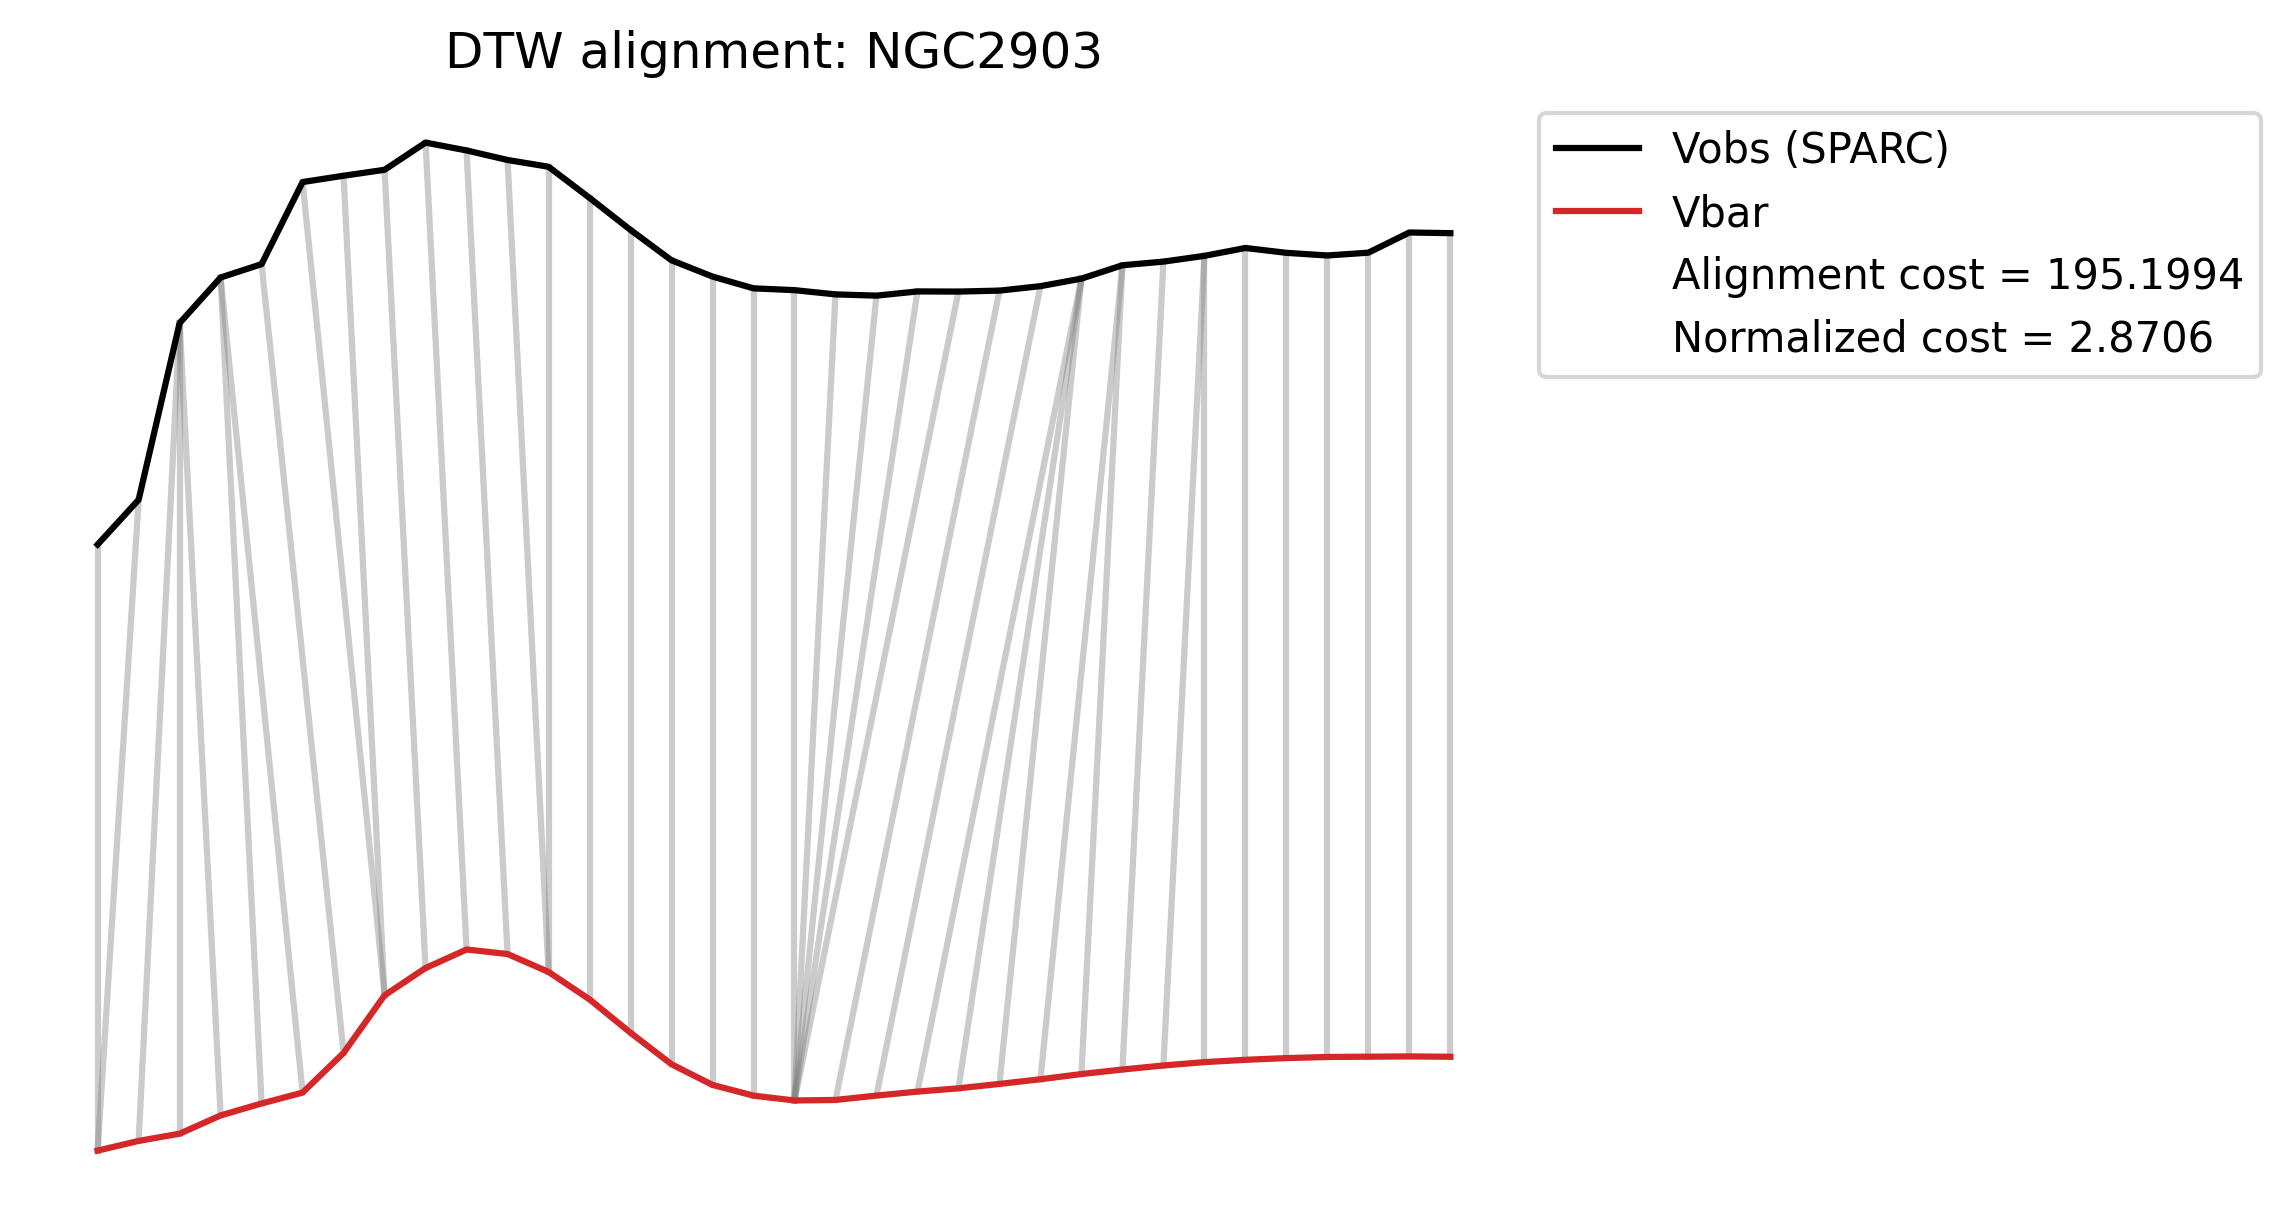 DTW alignment: NGC2903
Vobs (SPARC)
Vbar
Alignment cost = 195.1994
Normalized cost = 2.8706